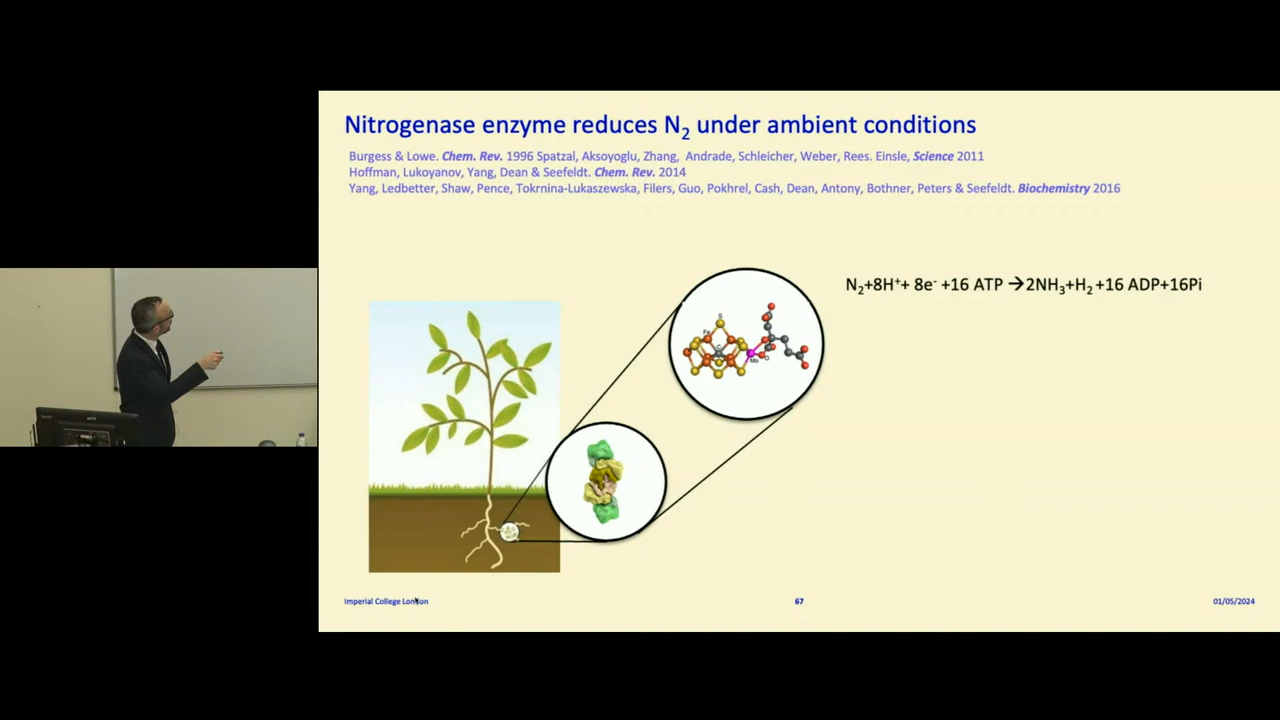 Nitrogenase enzyme reduces N₂ under ambient conditions
Burgess & Lowe. Chem. Rev. 1996 Spatzal, Aksoyoglu, Zhang, Andrade, Schleicher, Weber, Rees. Einsle, Science 2011
Hoffman, Lukoyanov, Yang, Dean & Seefeldt. Chem. Rev. 2014
Yang, Ledbetter, Shaw, Pence, Tokrnina-Lukaszewska, Filers, Guo, Pokhrel, Cash, Dean, Antony, Bothner, Peters & Seefeldt. Biochemistry 2016
N₂+8H⁺+ 8e⁻ +16 ATP →2NH₃+H₂ +16 ADP+16Pi
S
Fe
C
Mo
O
Imperial College London
67
01/05/2024